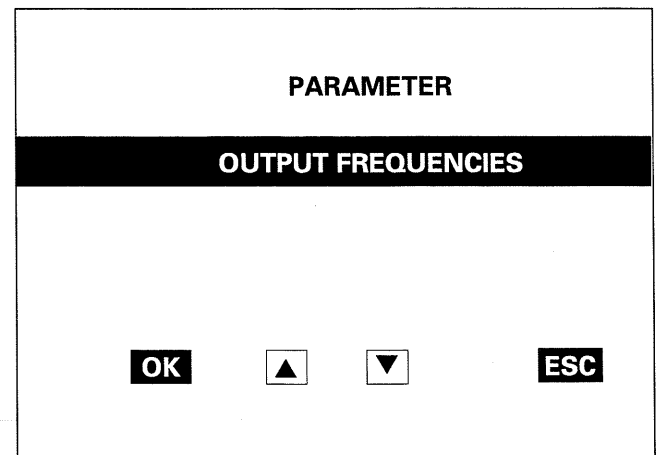 PARAMETER
OUTPUT FREQUENCIES
OK ▲ ▼ ESC